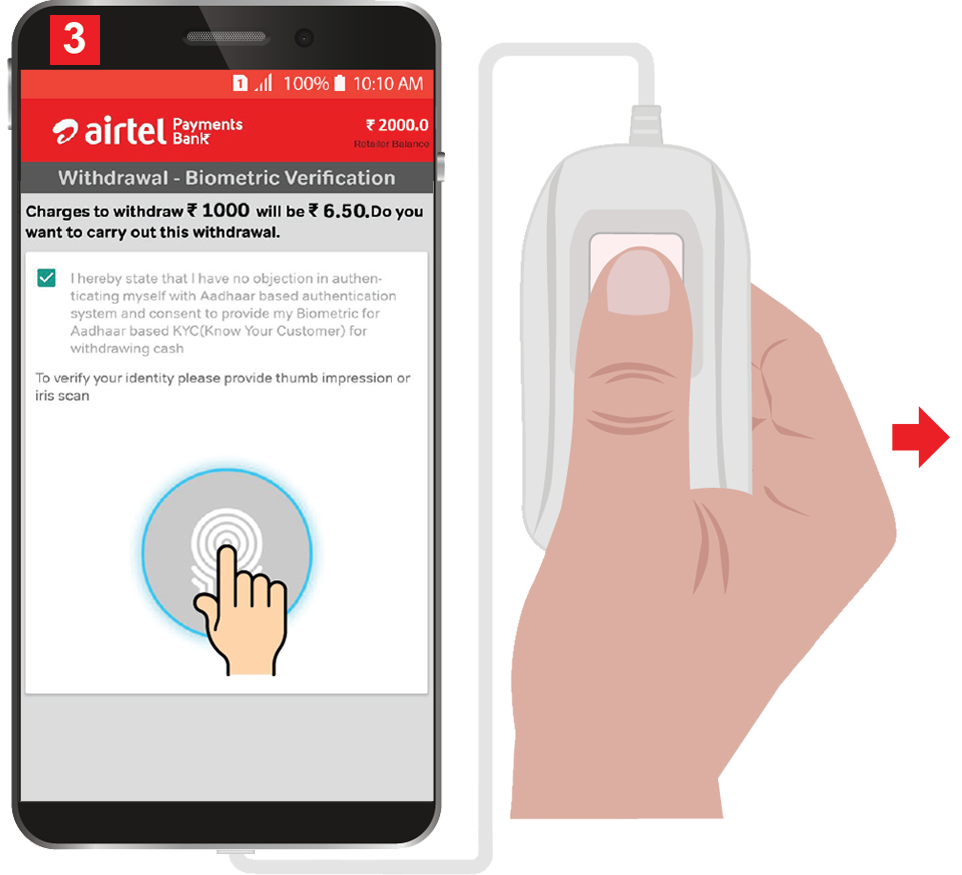 3
1 100% 10:10 AM
airtel Payments Bank
₹ 2000.0
Retailer Balance
Withdrawal - Biometric Verification
Charges to withdraw ₹ 1000 will be ₹ 6.50. Do you
want to carry out this withdrawal.
I hereby state that I have no objection in authen-
ticating myself with Aadhaar based authentication
system and consent to provide my Biometric for
Aadhaar based KYC(Know Your Customer) for
withdrawing cash
To verify your identity please provide thumb impression or
iris scan